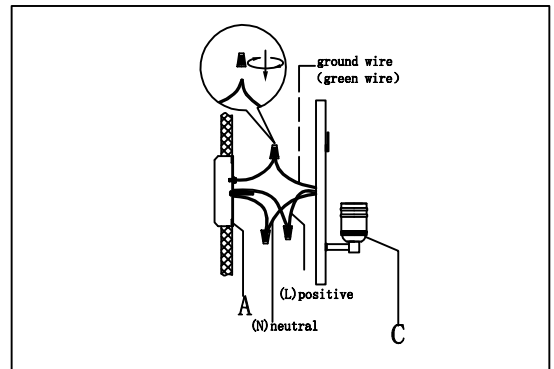 ground wire
(green wire)
(L)positive
A
(N)neutral
C